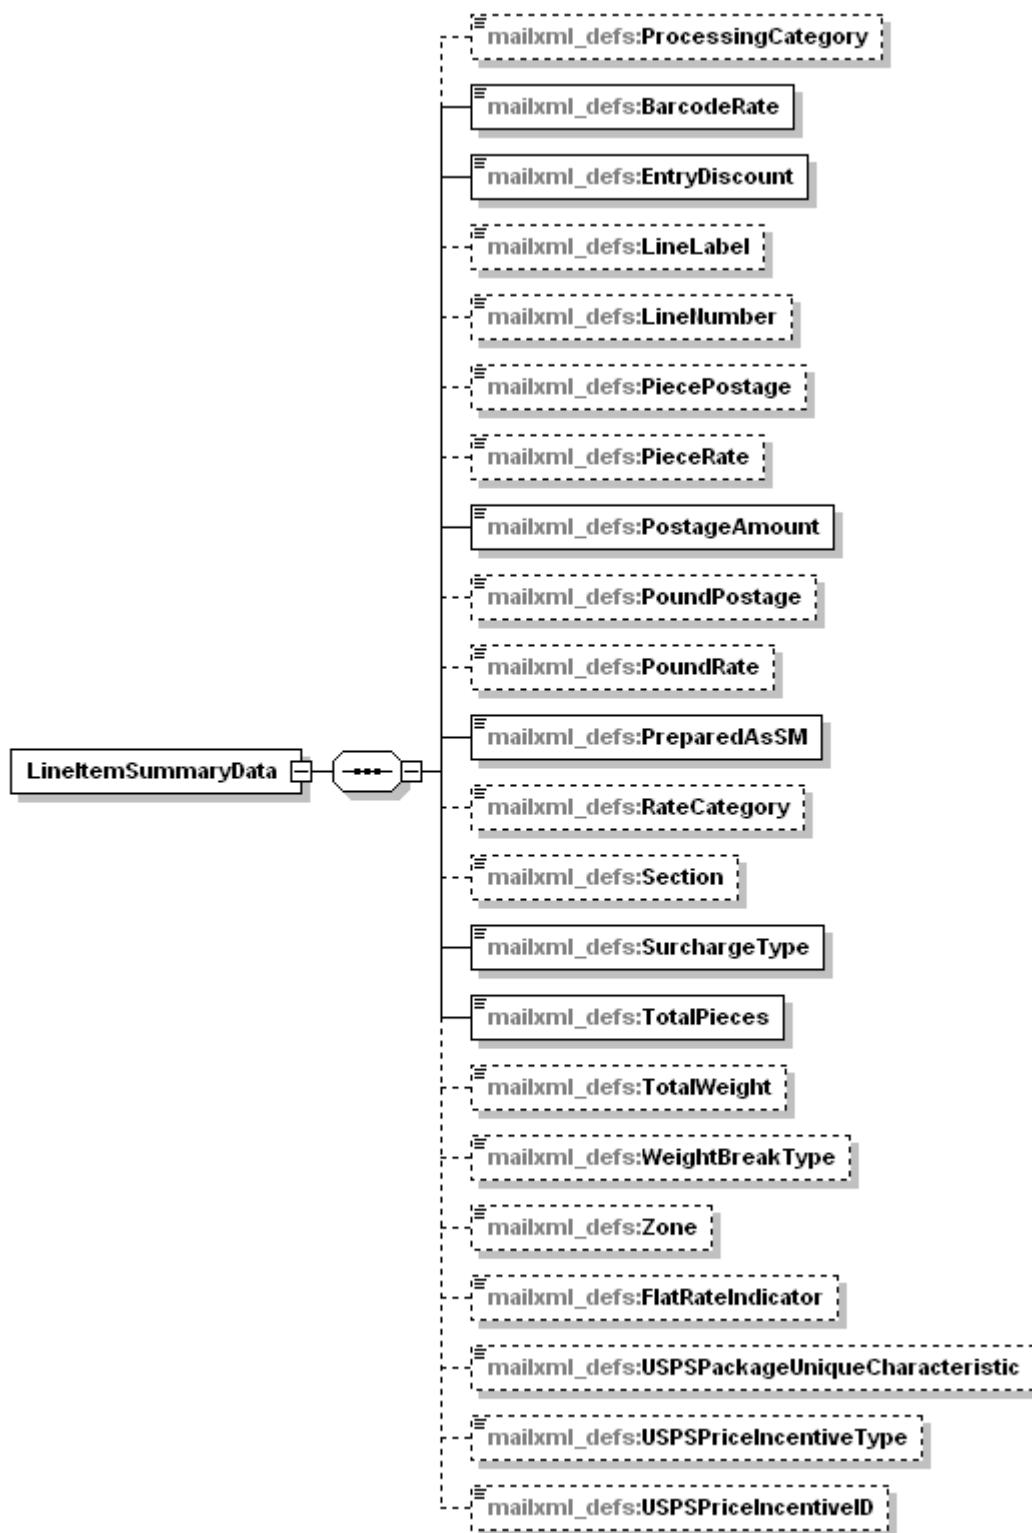 mailxml_defs:ProcessingCategory
mailxml_defs:BarcodeRate
mailxml_defs:EntryDiscount
mailxml_defs:LineLabel
mailxml_defs:LineNumber
mailxml_defs:PiecePostage
mailxml_defs:PieceRate
mailxml_defs:PostageAmount
mailxml_defs:PoundPostage
mailxml_defs:PoundRate
mailxml_defs:PreparedAsSM
LineItemSummaryData
mailxml_defs:RateCategory
mailxml_defs:Section
mailxml_defs:SurchargeType
mailxml_defs:TotalPieces
mailxml_defs:TotalWeight
mailxml_defs:WeightBreakType
mailxml_defs:Zone
mailxml_defs:FlatRateIndicator
mailxml_defs:USPSPackageUniqueCharacteristic
mailxml_defs:USPSPriceIncentiveType
mailxml_defs:USPSPriceIncentiveID